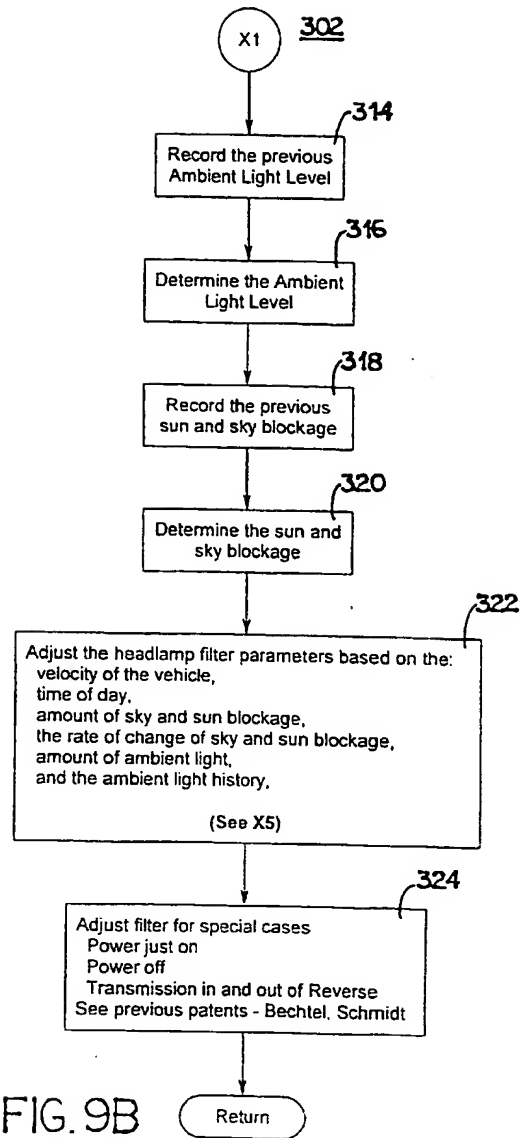 X1
302
314
Record the previous
Ambient Light Level
316
Determine the Ambient
Light Level
318
Record the previous
sun and sky blockage
320
Determine the sun and
sky blockage
322
Adjust the headlamp filter parameters based on the:
velocity of the vehicle,
time of day,
amount of sky and sun blockage,
the rate of change of sky and sun blockage,
amount of ambient light,
and the ambient light history,
(See X5)
324
Adjust filter for special cases
Power just on
Power off
Transmission in and out of Reverse
See previous patents - Bechtel, Schmidt
FIG. 9B
Return